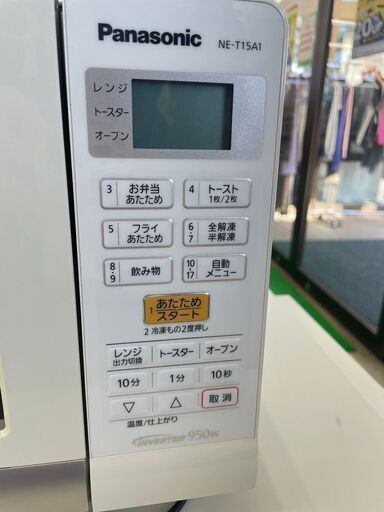 Panasonic NE-T15A1
レンジ
トースター
オーブン
3 お弁当 あたため
4 トースト 1枚/2枚
5 フライ あたため
6・7 全解凍 半解凍
8・9 飲み物
10・17 自動 メニュー
1 あたため スタート
2 冷凍もの2度押し
レンジ 出力切換 トースター オーブン
10分 1分 10秒
▽ △ 取消
温度/仕上がり
INVERTER 950W